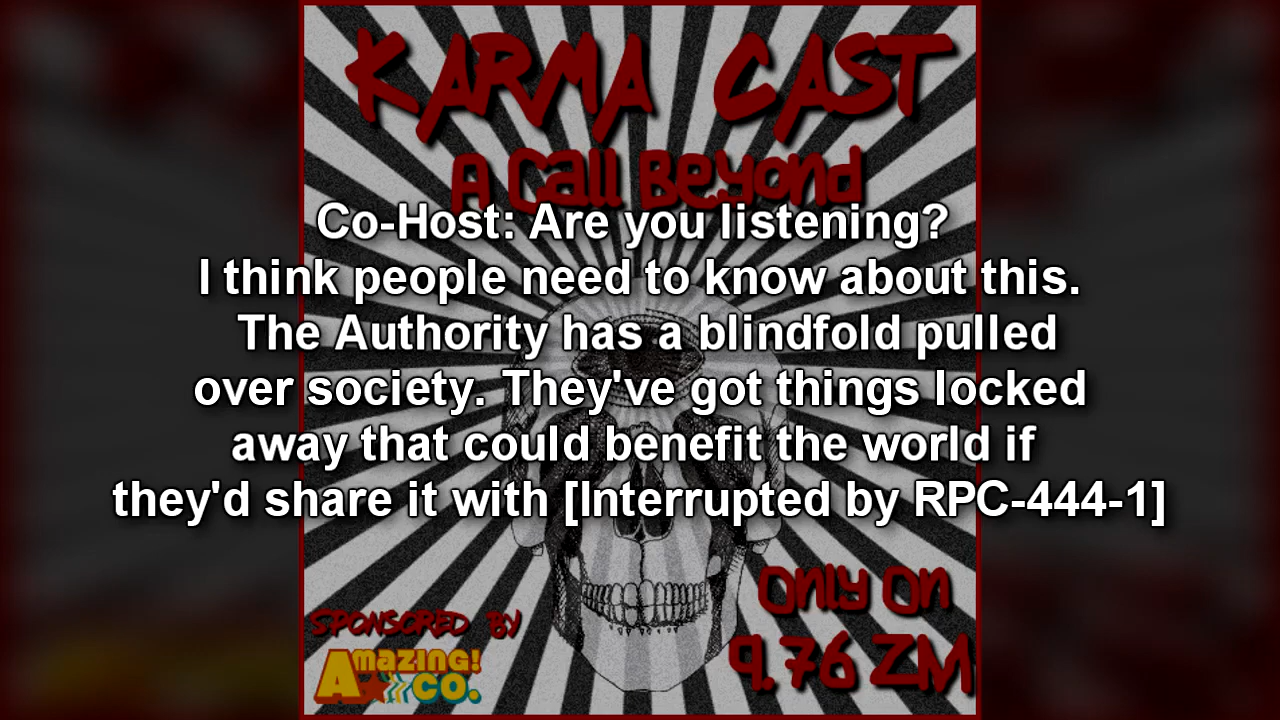 KARMA CAST
A Call Beyond
Co-Host: Are you listening?
I think people need to know about this.
The Authority has a blindfold pulled
over society. They've got things locked
away that could benefit the world if
they'd share it with [Interrupted by RPC-444-1]
Only On
9.76 ZM
SPONSORED BY
Amazing!
CO.